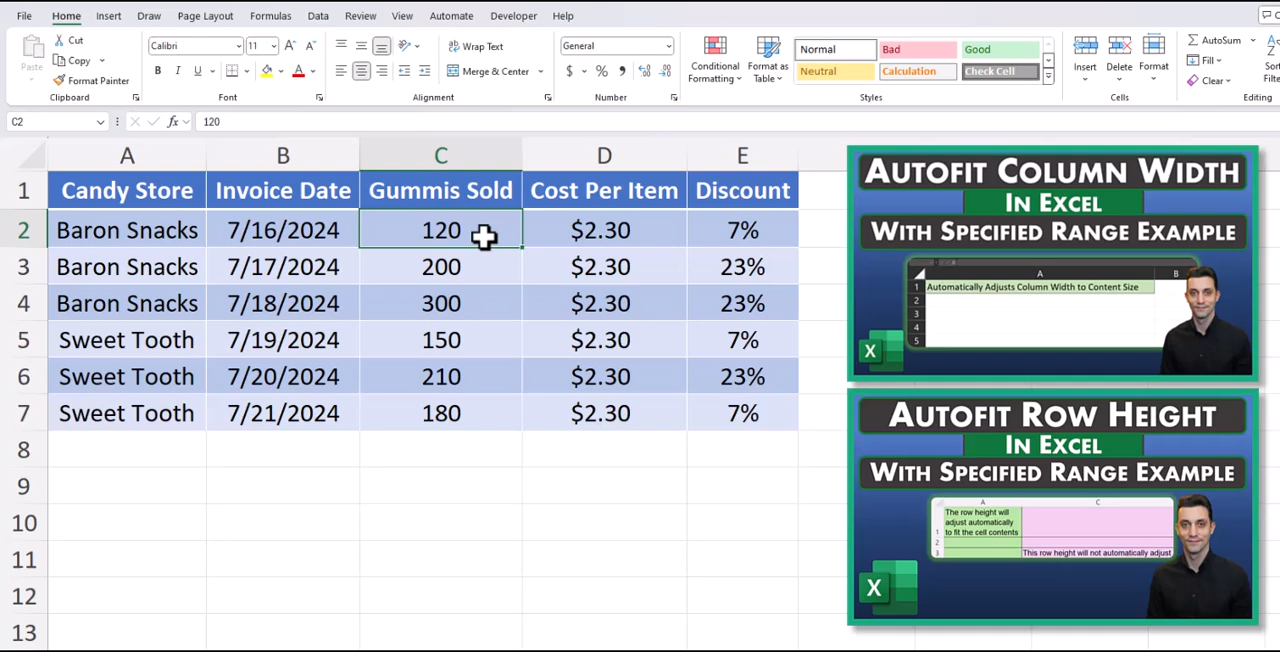 File Home Insert Draw Page Layout Formulas Data Review View Automate Developer Help
Paste
Cut
Copy
Format Painter
Clipboard
Calibri 11 A A
B I U A
Font
Wrap Text
Merge & Center
Alignment
General
$ % ,
Number
Conditional Formatting
Format as Table
Normal Bad Good
Neutral Calculation Check Cell
Styles
Insert Delete Format
Cells
AutoSum
Fill
Clear
Editing
C2 fx 120
A B C D E
1 Candy Store Invoice Date Gummis Sold Cost Per Item Discount
2 Baron Snacks 7/16/2024 120 $2.30 7%
3 Baron Snacks 7/17/2024 200 $2.30 23%
4 Baron Snacks 7/18/2024 300 $2.30 23%
5 Sweet Tooth 7/19/2024 150 $2.30 7%
6 Sweet Tooth 7/20/2024 210 $2.30 23%
7 Sweet Tooth 7/21/2024 180 $2.30 7%
8
9
10
11
12
13
AUTOFIT COLUMN WIDTH
IN EXCEL
WITH SPECIFIED RANGE EXAMPLE
A B
1 Automatically Adjusts Column Width to Content Size
2
3
4
5
X
AUTOFIT ROW HEIGHT
IN EXCEL
WITH SPECIFIED RANGE EXAMPLE
A C
The row height will
adjust automatically
1 to fit the cell contents
2
3 This row height will not automatically adjust
X